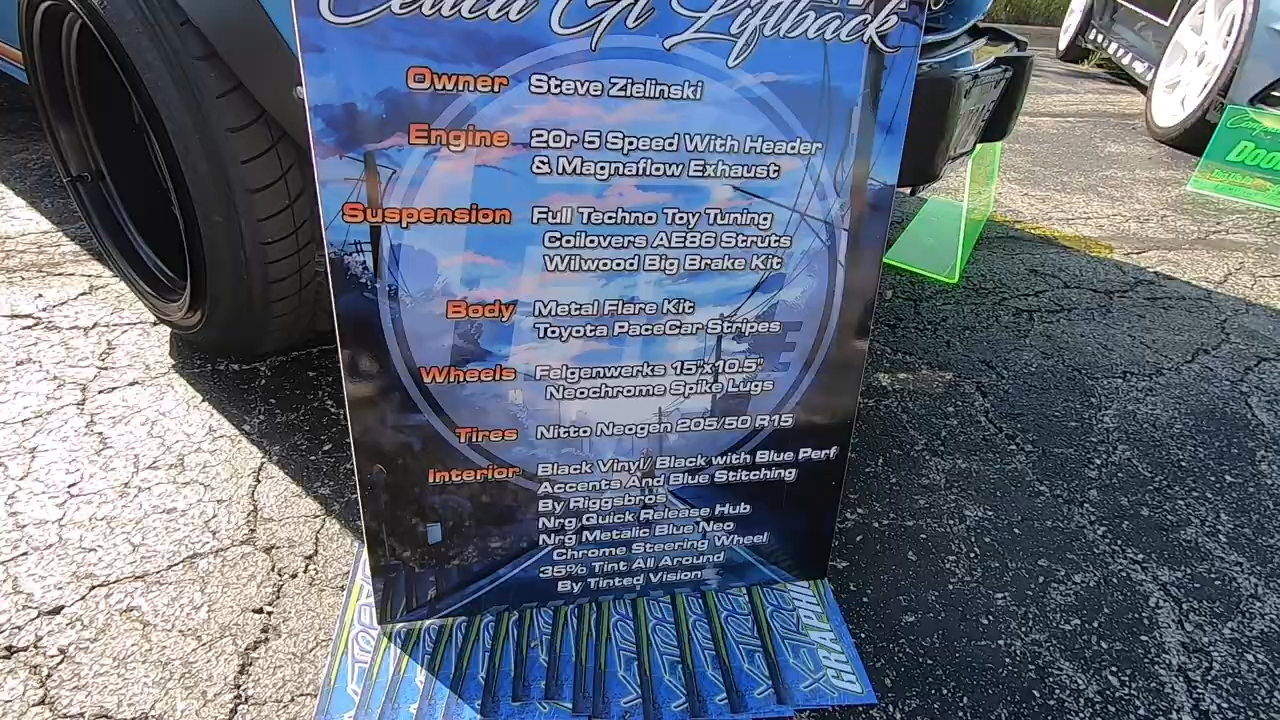 Celica Gt Liftback
Owner Steve Zielinski
Engine 20r 5 Speed With Header
& Magnaflow Exhaust
Suspension Full Techno Toy Tuning
Coilovers AE86 Struts
Wilwood Big Brake Kit
Body Metal Flare Kit
Toyota PaceCar Stripes
Wheels Felgenwerks 15"x10.5"
Neochrome Spike Lugs
Tires Nitto Neogen 205/50 R15
Interior Black Vinyl/ Black with Blue Perf
Accents And Blue Stitching
By Riggsbros
Nrg Quick Release Hub
Nrg Metalic Blue Neo
Chrome Steering Wheel
35% Tint All Around
By Tinted Vision